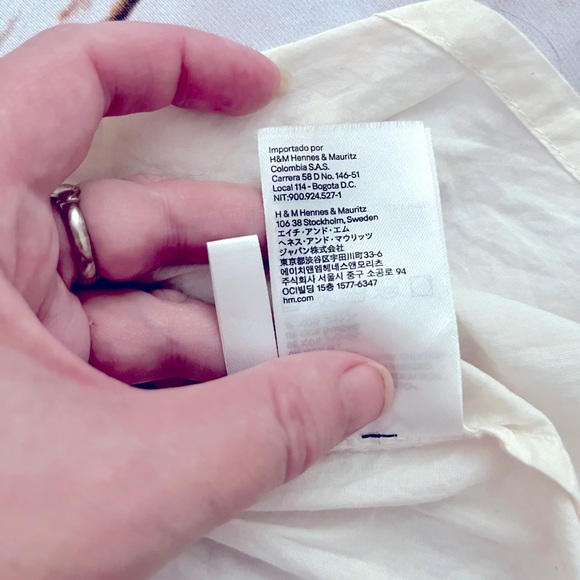 Importado por
H&M Hennes & Mauritz
Colombia S.A.S.
Carrera 58 D No. 146-51
Local 114 - Bogota D.C.
NIT:900.924.527-1
H & M Hennes & Mauritz
106 38 Stockholm, Sweden
エイチ・アンド・エム
ヘネス・アンド・マウリッツ
ジャパン株式会社
東京都渋谷区宇田川町33-6
에이치앤엠헤네스앤모리츠
주식회사 서울시 중구 소공로 94
OCI빌딩 15층 1577-6347
hm.com